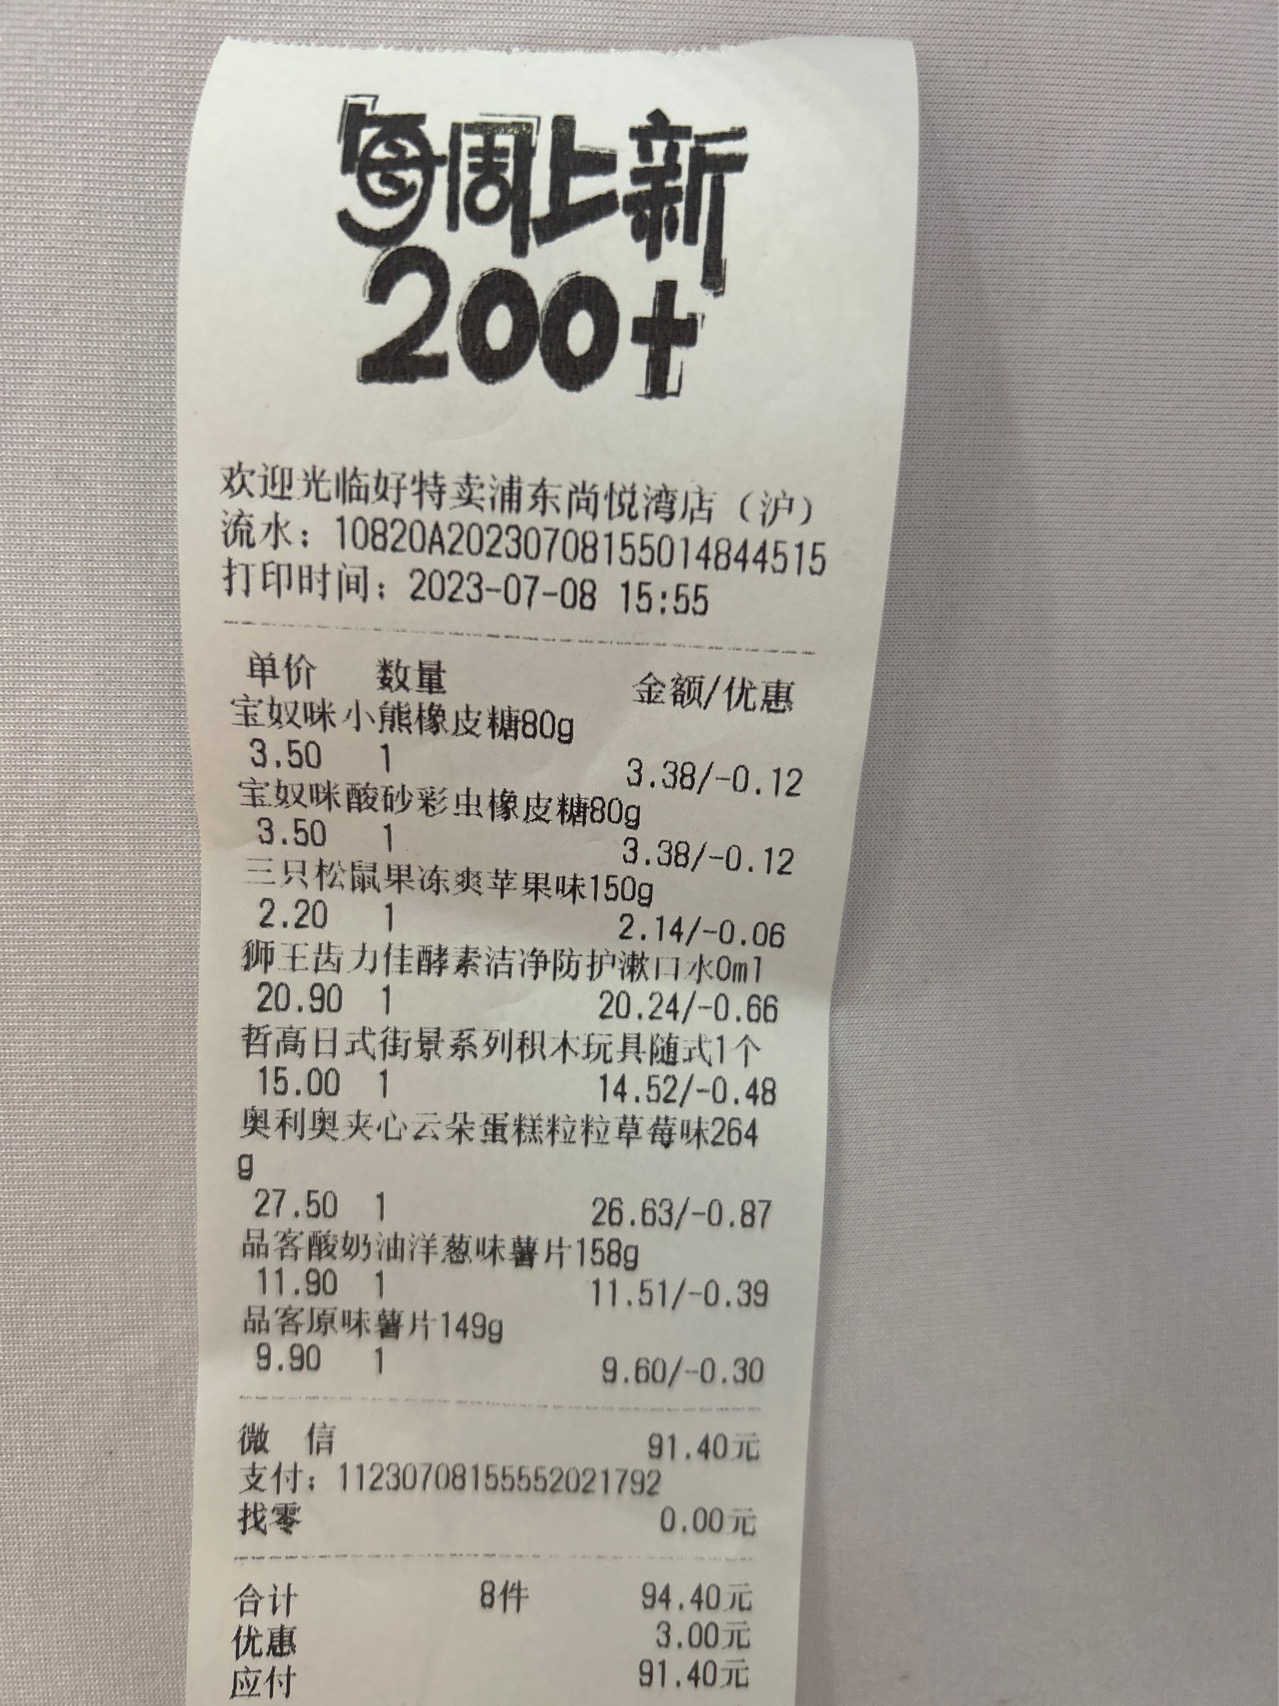 每周上新
200+
欢迎光临好特卖浦东尚悦湾店（沪）
流水：10820A20230708155014844515
打印时间：2023-07-08 15:55
单价 数量 金额/优惠
宝奴咪小熊橡皮糖80g
3.50 1 3.38/-0.12
宝奴咪酸砂彩虫橡皮糖80g
3.50 1 3.38/-0.12
三只松鼠果冻爽苹果味150g
2.20 1 2.14/-0.06
狮王齿力佳酵素洁净防护漱口水0ml
20.90 1 20.24/-0.66
哲高日式街景系列积木玩具随式1个
15.00 1 14.52/-0.48
奥利奥夹心云朵蛋糕粒粒草莓味264
g
27.50 1 26.63/-0.87
品客酸奶油洋葱味薯片158g
11.90 1 11.51/-0.39
品客原味薯片149g
9.90 1 9.60/-0.30
微 信 91.40元
支付：11230708155552021792
找零 0.00元
合计 8件 94.40元
优惠 3.00元
应付 91.40元